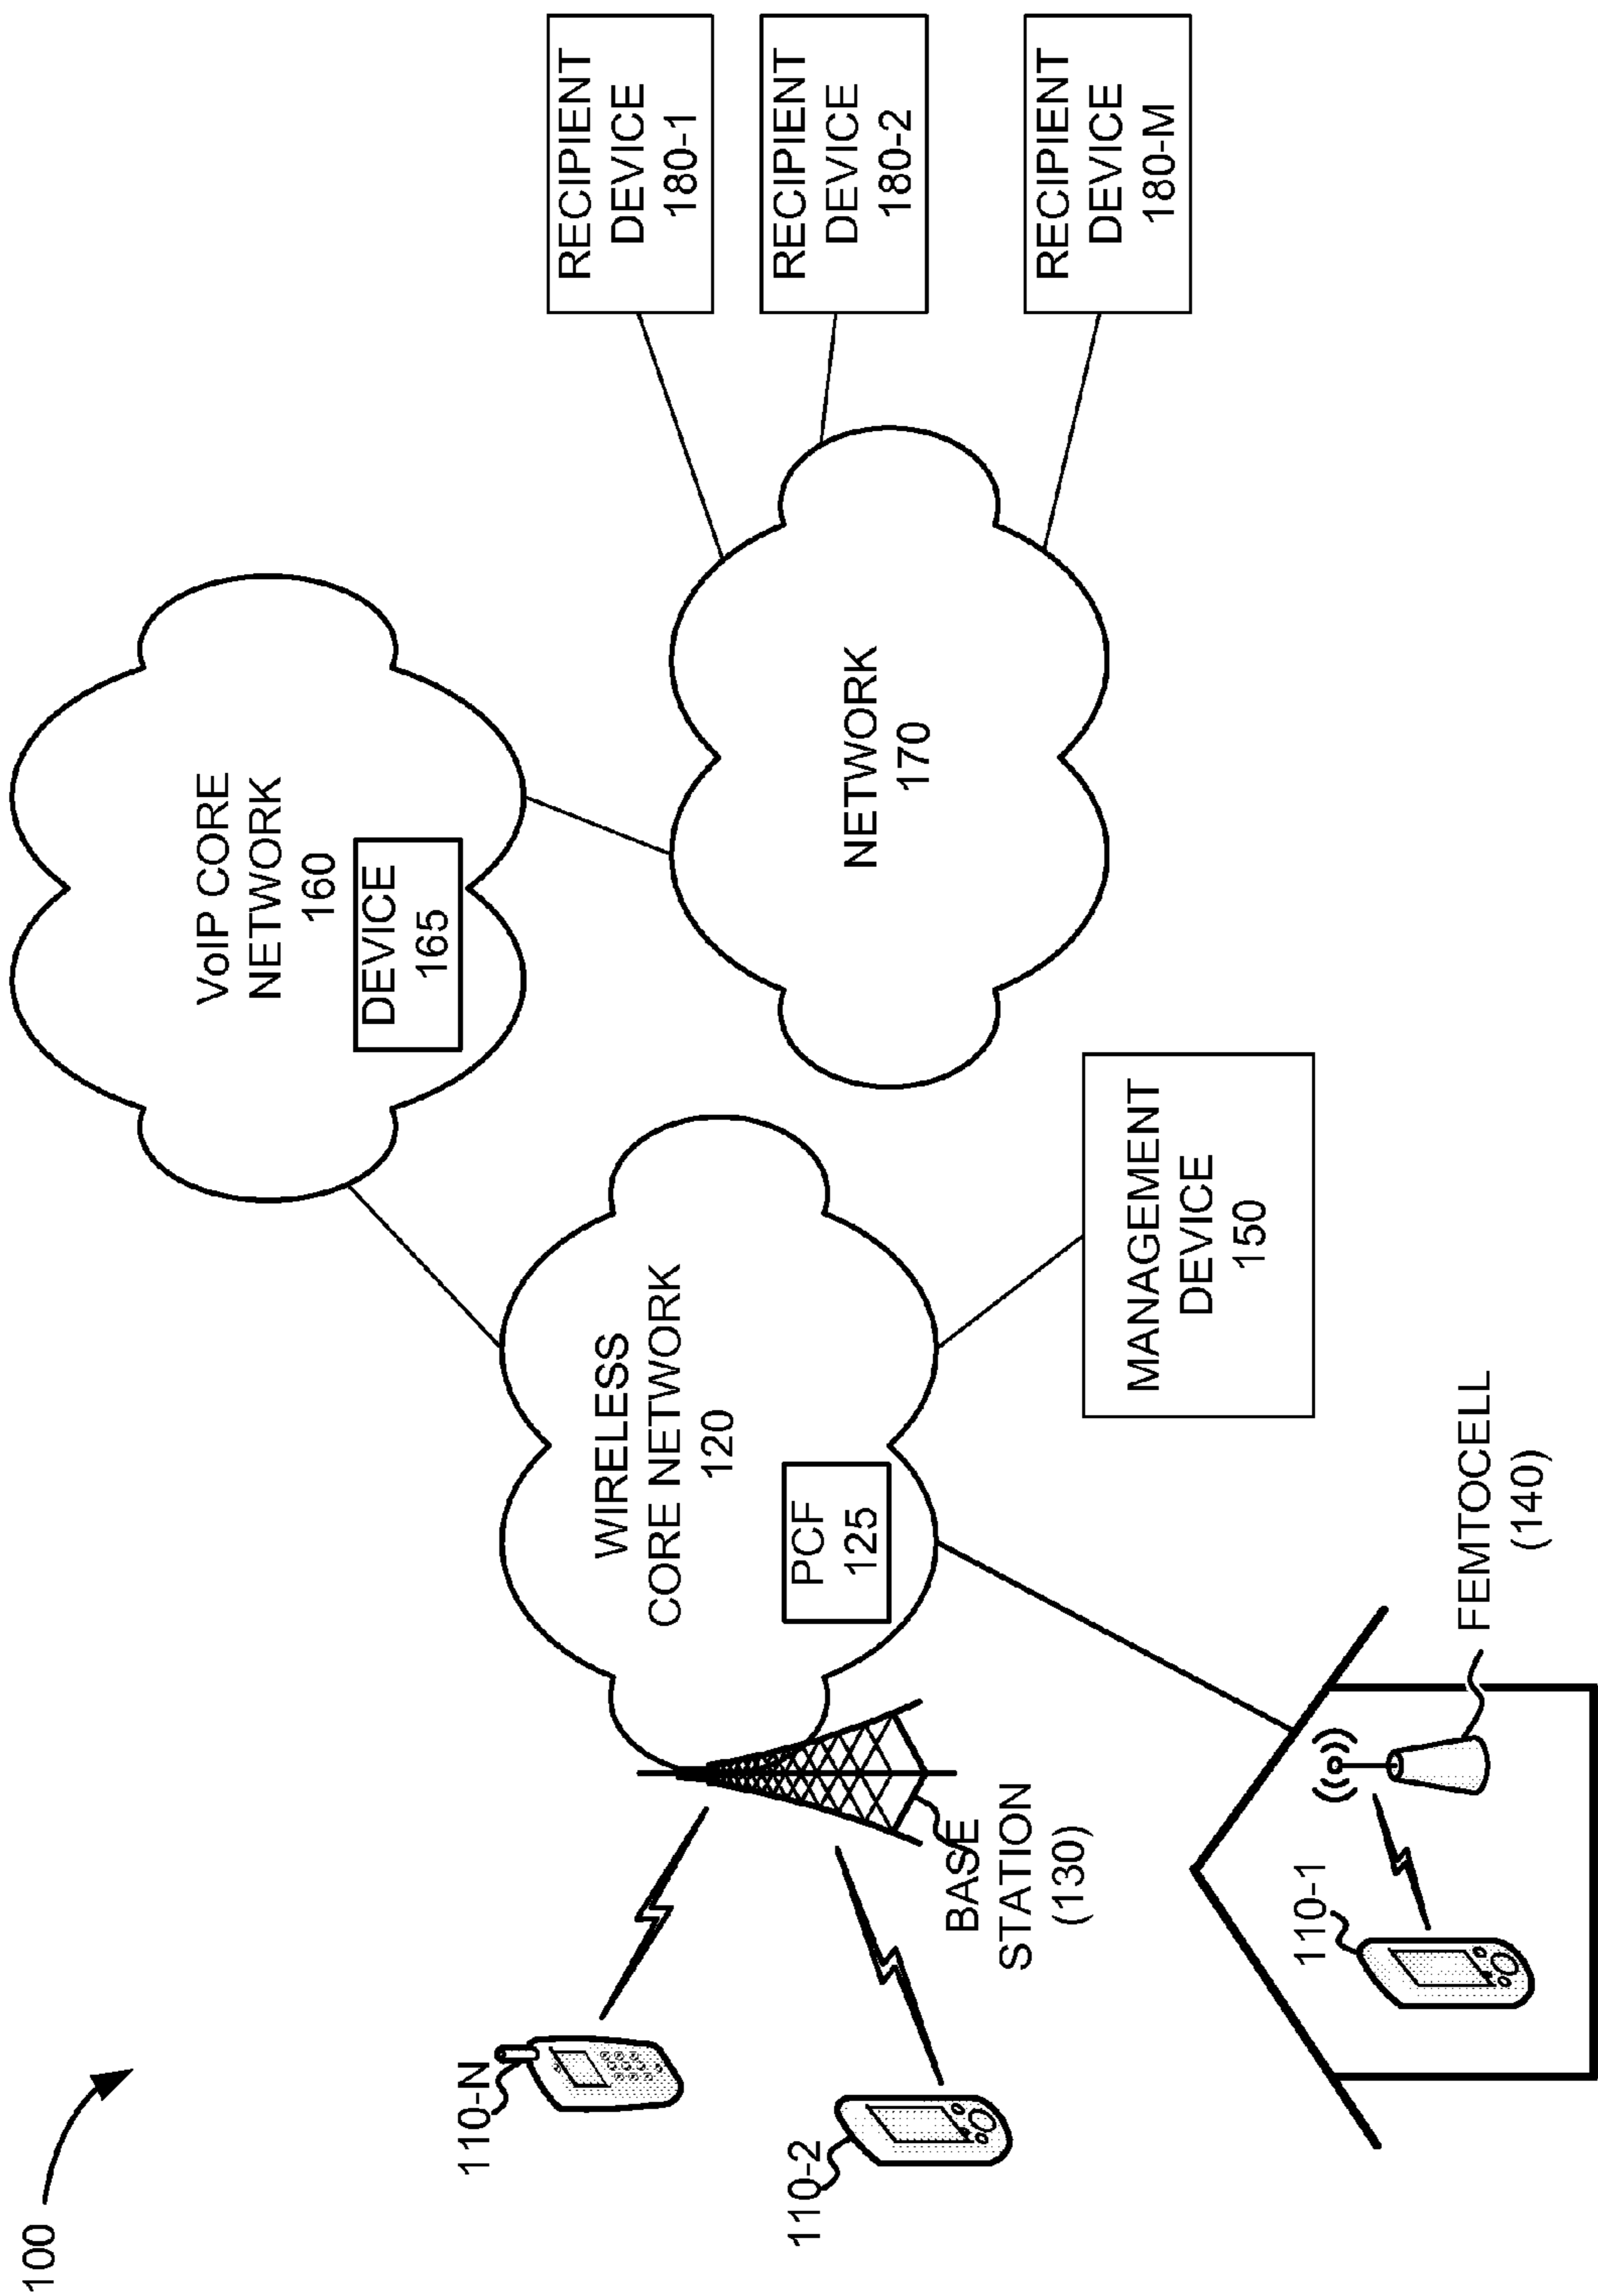 100
110-N
110-2
110-1
BASE
STATION
(130)
FEMTOCELL
(140)
WIRELESS
CORE NETWORK
120
PCF
125
MANAGEMENT
DEVICE
150
VoIP CORE
NETWORK
160
DEVICE
165
NETWORK
170
RECIPIENT
DEVICE
180-1
RECIPIENT
DEVICE
180-2
RECIPIENT
DEVICE
180-M